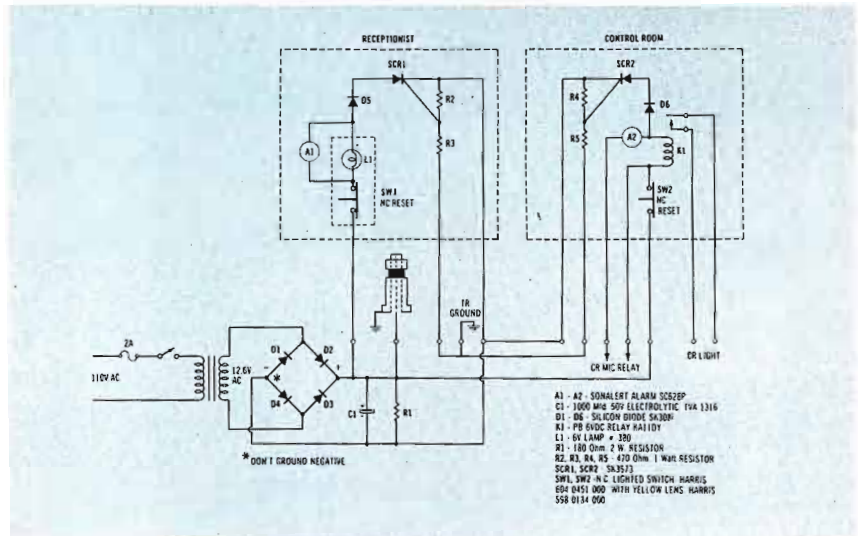 RECEPTIONIST
CONTROL ROOM
SCR1
SCR2
D5
R2
R4
D6
A1
L1
R3
R5
A2
K1
SW1
NC RESET
SW2
NC
RESET
TR
GROUND
2A
110V AC
12.6V
AC
D1
D2
-
+
*
D4
D3
C1
R1
CR MIC RELAY
CR LIGHT
* DON'T GROUND NEGATIVE
A1 - A2 - SONALERT ALARM SC628P
C1 - 1000 Mfd 50V ELECTROLYTIC TVA 1316
D1 - D6 - SILICON DIODE
K1 - PB 6VDC RELAY
L1 - 6V LAMP # 380
R1 - 180 Ohm 2 W. RESISTOR
R2, R3, R4, R5 - 470 Ohm 1 Watt RESISTOR
SCR1, SCR2 - SK3573
SW1, SW2 - N C LIGHTED SWITCH HARRIS
604 0451 000 WITH YELLOW LENS HARRIS
598 0134 000